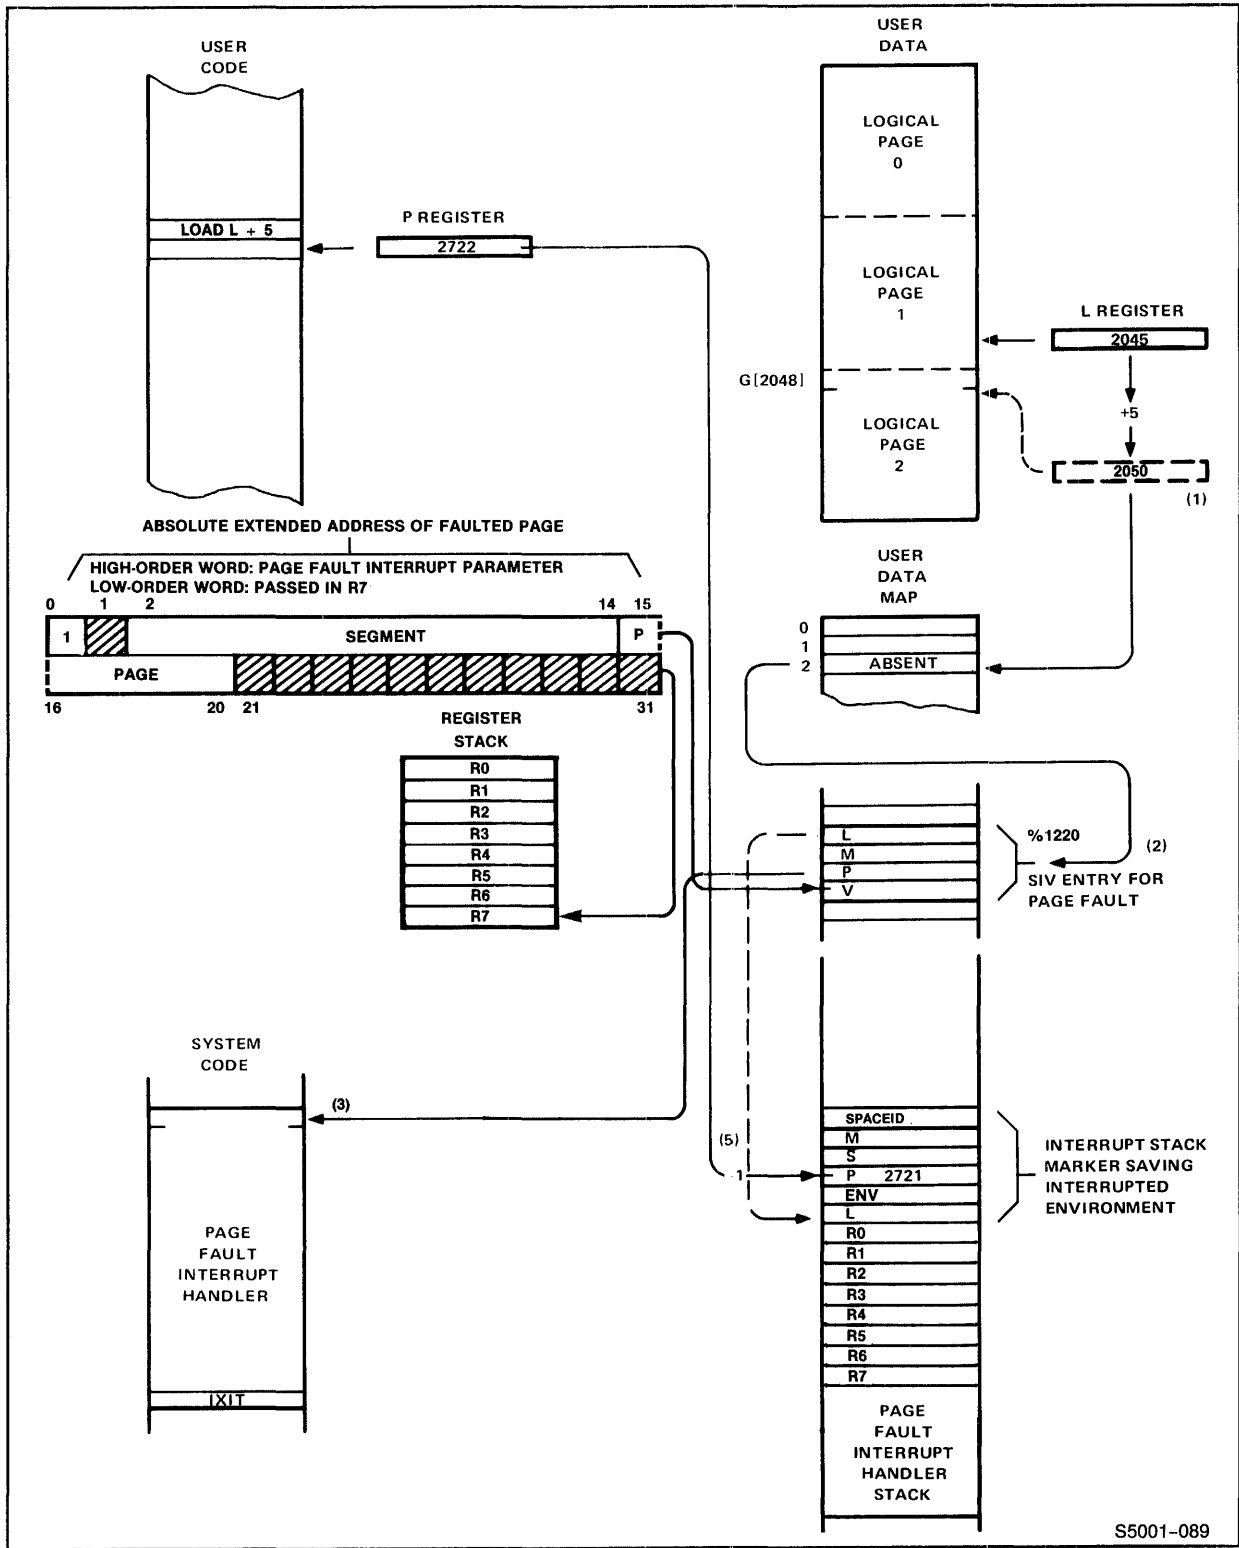 USER
CODE
LOAD L + 5
P REGISTER
2722
USER
DATA
LOGICAL
PAGE
0
LOGICAL
PAGE
1
G[2048]
LOGICAL
PAGE
2
L REGISTER
2045
+5
2050
(1)
ABSOLUTE EXTENDED ADDRESS OF FAULTED PAGE
HIGH-ORDER WORD: PAGE FAULT INTERRUPT PARAMETER
LOW-ORDER WORD: PASSED IN R7
0 1 2 14 15
1 SEGMENT P
PAGE
16 20 21 31
USER
DATA
MAP
0
1
2 ABSENT
REGISTER
STACK
R0
R1
R2
R3
R4
R5
R6
R7
L
M
P
V
%1220
(2)
SIV ENTRY FOR
PAGE FAULT
SYSTEM
CODE
(3)
PAGE
FAULT
INTERRUPT
HANDLER
IXIT
(5)
-1
SPACEID
M
S
P 2721
ENV
L
R0
R1
R2
R3
R4
R5
R6
R7
INTERRUPT STACK
MARKER SAVING
INTERRUPTED
ENVIRONMENT
PAGE
FAULT
INTERRUPT
HANDLER
STACK
S5001-089